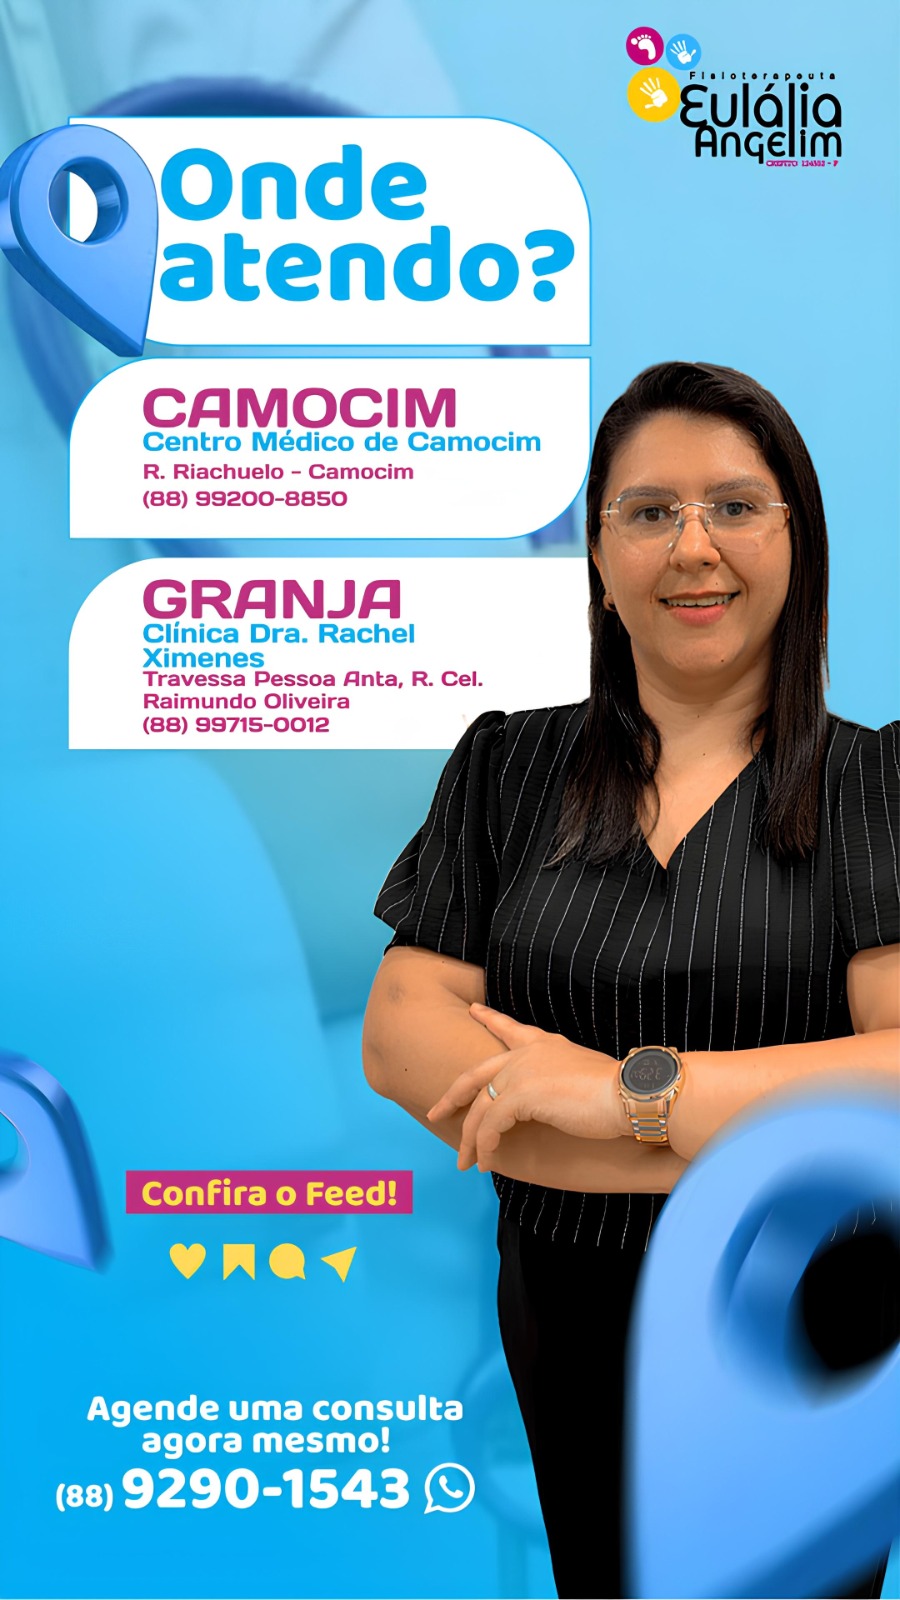 Fisioterapeuta
Eulália
Angelim
CREFITO 124552 - F
Onde
atendo?
CAMOCIM
Centro Médico de Camocim
R. Riachuelo - Camocim
(88) 99200-8850
GRANJA
Clínica Dra. Rachel
Ximenes
Travessa Pessoa Anta, R. Cel.
Raimundo Oliveira
(88) 99715-0012
Confira o Feed!
Agende uma consulta
agora mesmo!
(88) 9290-1543